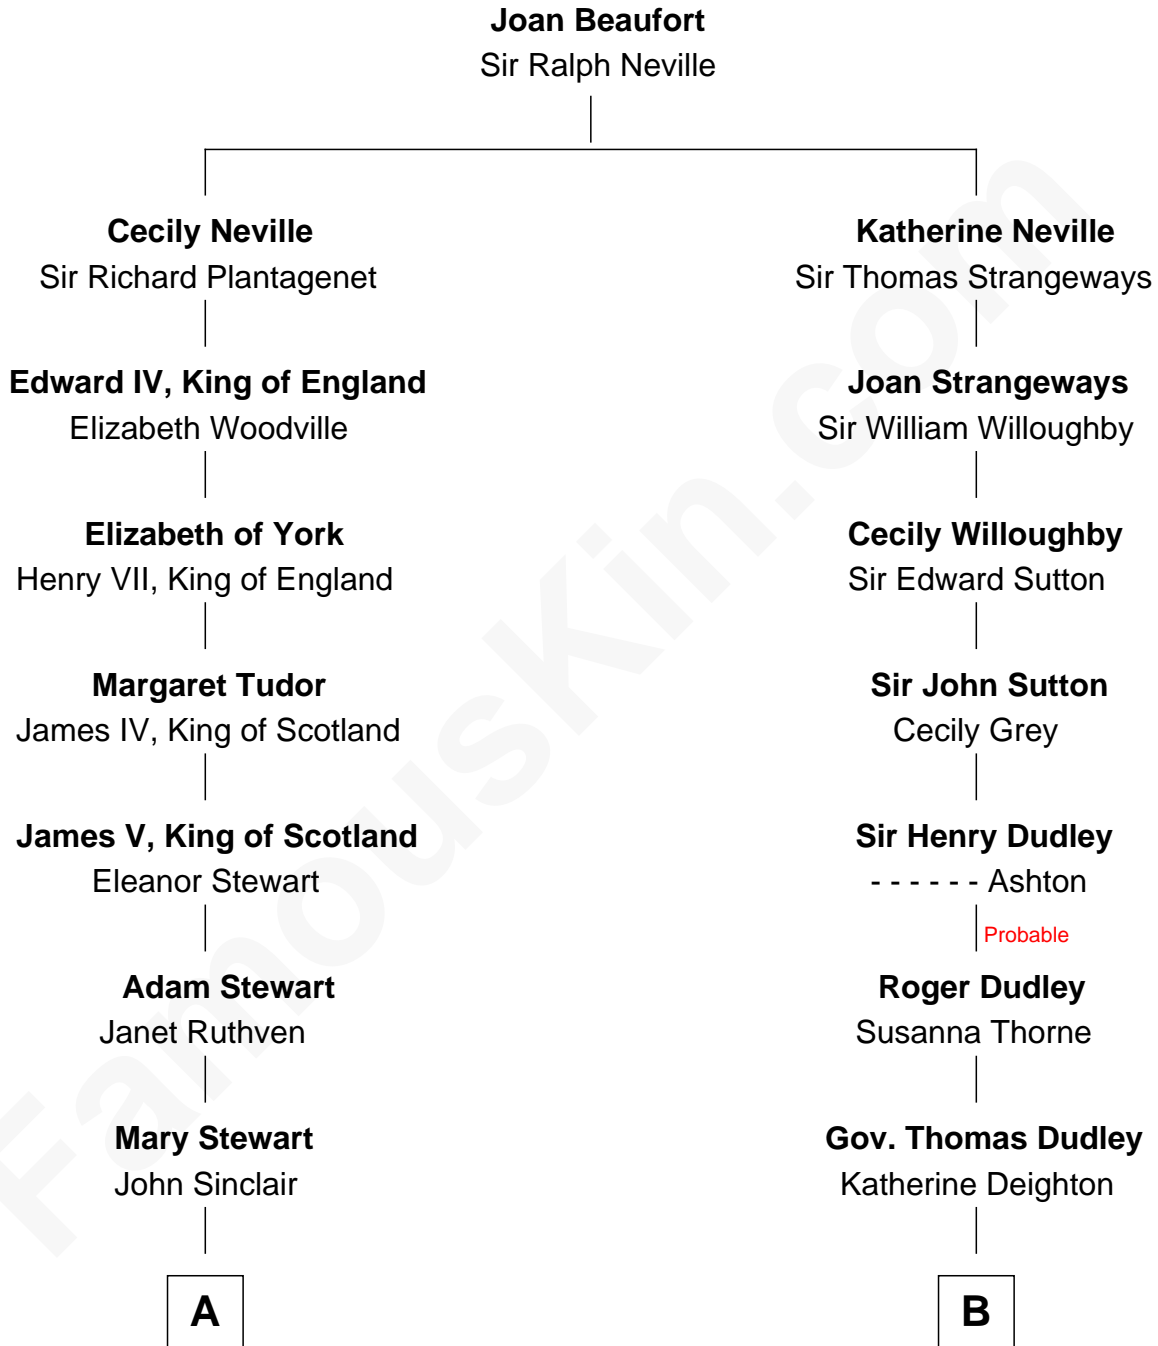 Joan Beaufort
Sir Ralph Neville
Cecily Neville
Sir Richard Plantagenet
Katherine Neville
Sir Thomas Strangeways
Edward IV, King of England
Elizabeth Woodville
Joan Strangeways
Sir William Willoughby
Elizabeth of York
Henry VII, King of England
Cecily Willoughby
Sir Edward Sutton
Margaret Tudor
James IV, King of Scotland
Sir John Sutton
Cecily Grey
James V, King of Scotland
Eleanor Stewart
Sir Henry Dudley
- - - - - - Ashton
Probable
Adam Stewart
Janet Ruthven
Roger Dudley
Susanna Thorne
Mary Stewart
John Sinclair
Gov. Thomas Dudley
Katherine Deighton
A
B
FamousKin.com